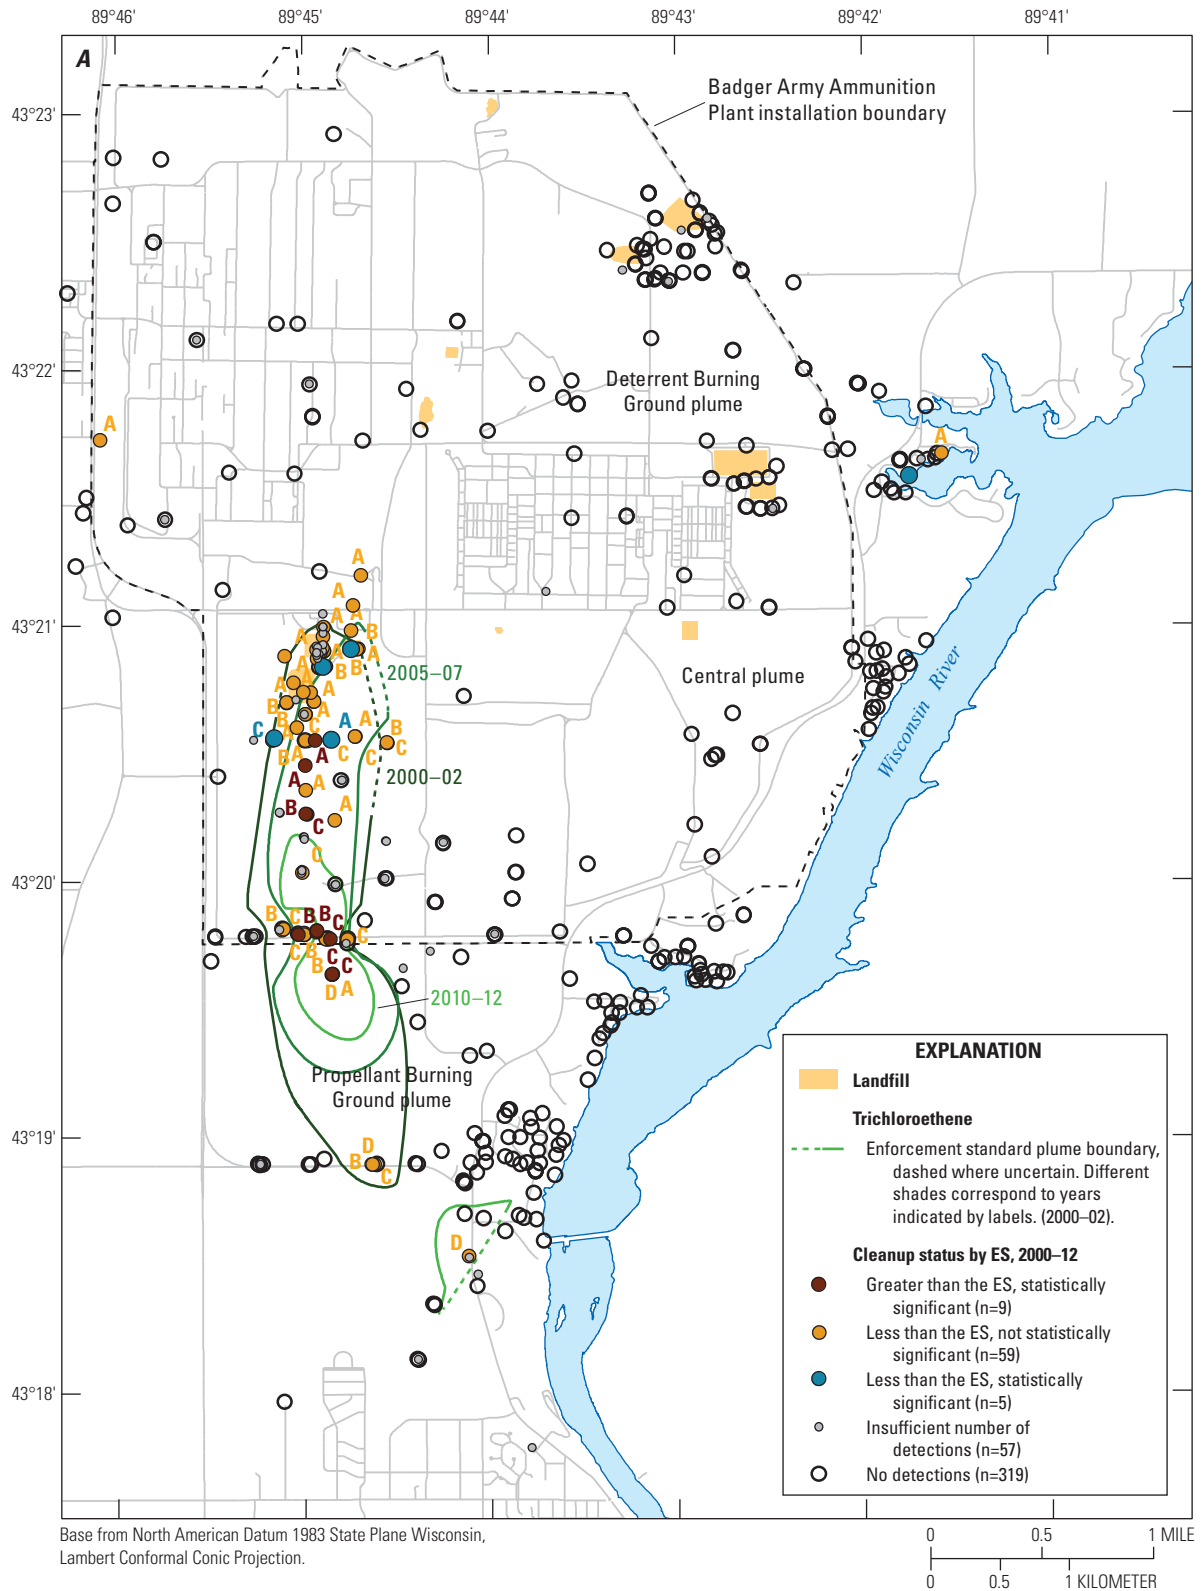 89°46' 89°45' 89°44' 89°43' 89°42' 89°41'
A
43°23'
Badger Army Ammunition
Plant installation boundary
43°22'
Deterrent Burning
Ground plume
A
A
A
43°21'
A
A
A
B
A
A
B
B
A
2005–07
Central plume
A
A
A
B
A
C
B
A
C
A
A
B
C
B
A
C
C
A
2000–02
A
A
B
C
A
C
43°20'
B
C
B
B
C
C
C
B
C
C
D
A
2010–12
Wisconsin River
Propellant Burning
Ground plume
43°19'
D
B
C
D
43°18'
EXPLANATION
Landfill
Trichloroethene
Enforcement standard plume boundary,
dashed where uncertain. Different
shades correspond to years
indicated by labels. (2000–02).
Cleanup status by ES, 2000–12
Greater than the ES, statistically
significant (n=9)
Less than the ES, not statistically
significant (n=59)
Less than the ES, statistically
significant (n=5)
Insufficient number of
detections (n=57)
No detections (n=319)
Base from North American Datum 1983 State Plane Wisconsin,
Lambert Conformal Conic Projection.
0 0.5 1 MILE
0 0.5 1 KILOMETER